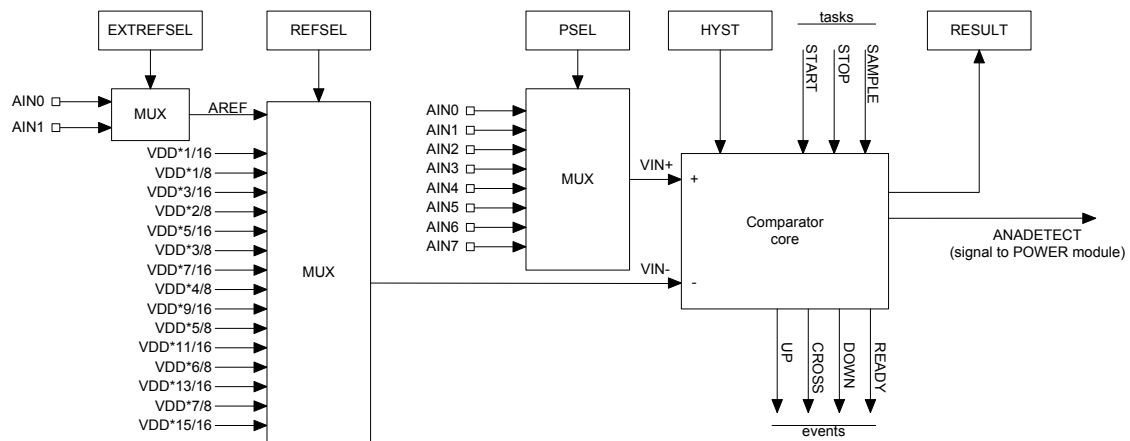 tasks
EXTREFSEL
REFSEL
PSEL
HYST
RESULT
START
STOP
SAMPLE
AIN0
AIN1
MUX
AREF
VDD*1/16
VDD*1/8
VDD*3/16
VDD*2/8
VDD*5/16
VDD*3/8
VDD*7/16
VDD*4/8
VDD*9/16
VDD*5/8
VDD*11/16
VDD*6/8
VDD*13/16
VDD*7/8
VDD*15/16
MUX
AIN0
AIN1
AIN2
AIN3
AIN4
AIN5
AIN6
AIN7
MUX
VIN+
VIN-
+
-
Comparator
core
ANADETECT
(signal to POWER module)
UP
CROSS
DOWN
READY
events